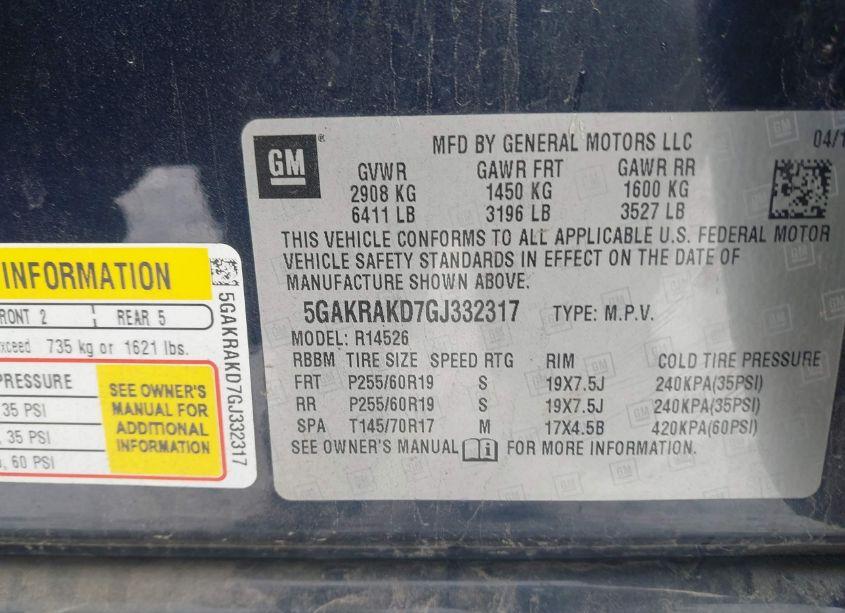 GM
MFD BY GENERAL MOTORS LLC 04/1
GVWR GAWR FRT GAWR RR
2908 KG 1450 KG 1600 KG
6411 LB 3196 LB 3527 LB
THIS VEHICLE CONFORMS TO ALL APPLICABLE U.S. FEDERAL MOTOR
VEHICLE SAFETY STANDARDS IN EFFECT ON THE DATE OF
MANUFACTURE SHOWN ABOVE.
5GAKRAKD7GJ332317 TYPE: M.P.V.
MODEL: R14526
RBBM TIRE SIZE SPEED RTG RIM COLD TIRE PRESSURE
FRT P255/60R19 S 19X7.5J 240KPA(35PSI)
RR P255/60R19 S 19X7.5J 240KPA(35PSI)
SPA T145/70R17 M 17X4.5B 420KPA(60PSI)
SEE OWNER'S MANUAL FOR MORE INFORMATION.
INFORMATION
RONT 2 REAR 5
xceed 735 kg or 1621 lbs.
PRESSURE
35 PSI
, 35 PSI
, 60 PSI
SEE OWNER'S
MANUAL FOR
ADDITIONAL
INFORMATION
5GAKRAKD7GJ332317